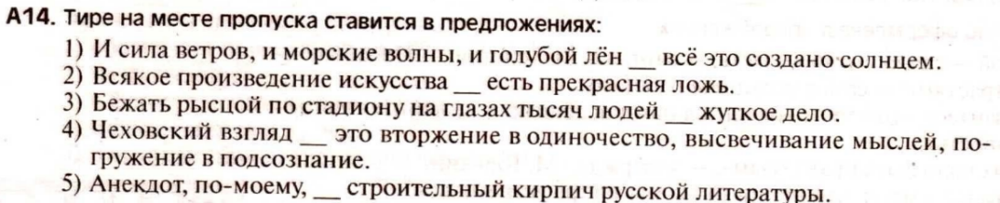 А14. Тире на месте пропуска ставится в предложениях:
1) И сила ветров, и морские волны, и голубой лён __ всё это создано солнцем.
2) Всякое произведение искусства __ есть прекрасная ложь.
3) Бежать рысцой по стадиону на глазах тысяч людей __ жуткое дело.
4) Чеховский взгляд __ это вторжение в одиночество, высвечивание мыслей, по-
гружение в подсознание.
5) Анекдот, по-моему, __ строительный кирпич русской литературы.